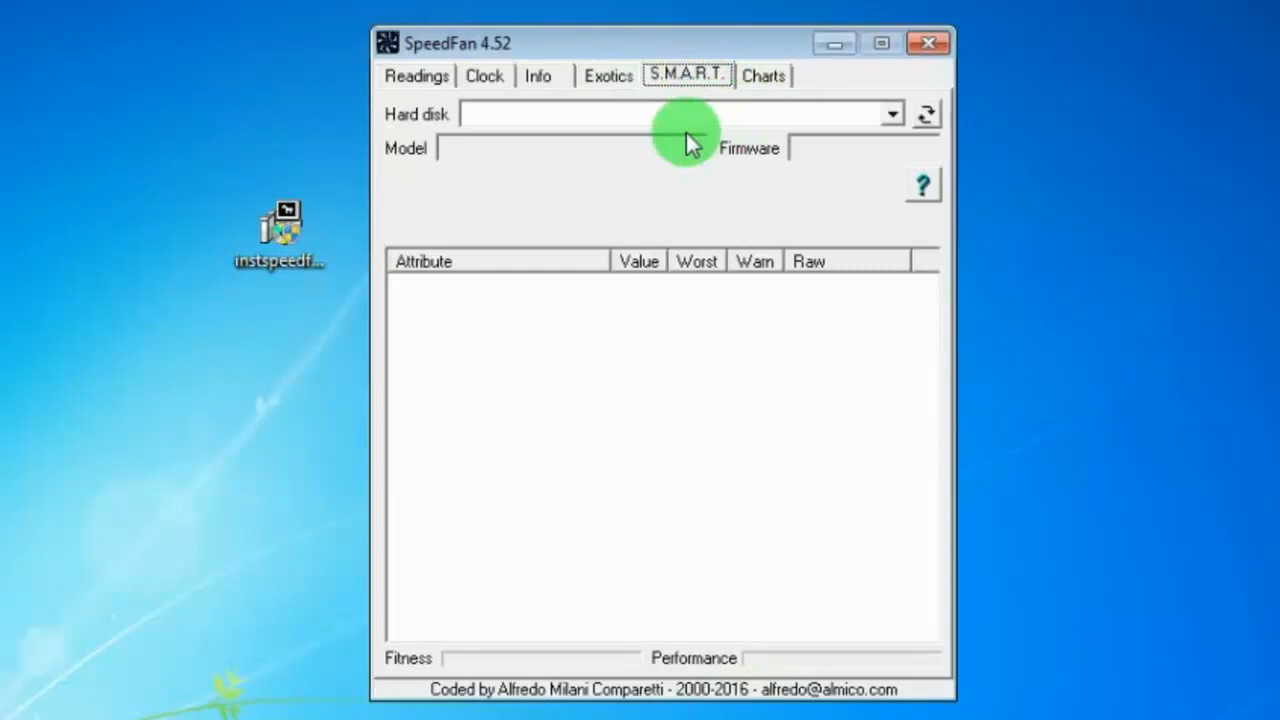 SpeedFan 4.52
Readings Clock Info Exotics S.M.A.R.T. Charts
Hard disk
Model Firmware
?
instspeedf...
Attribute Value Worst Warn Raw
Fitness Performance
Coded by Alfredo Milani Comparetti - 2000-2016 - alfredo@almico.com